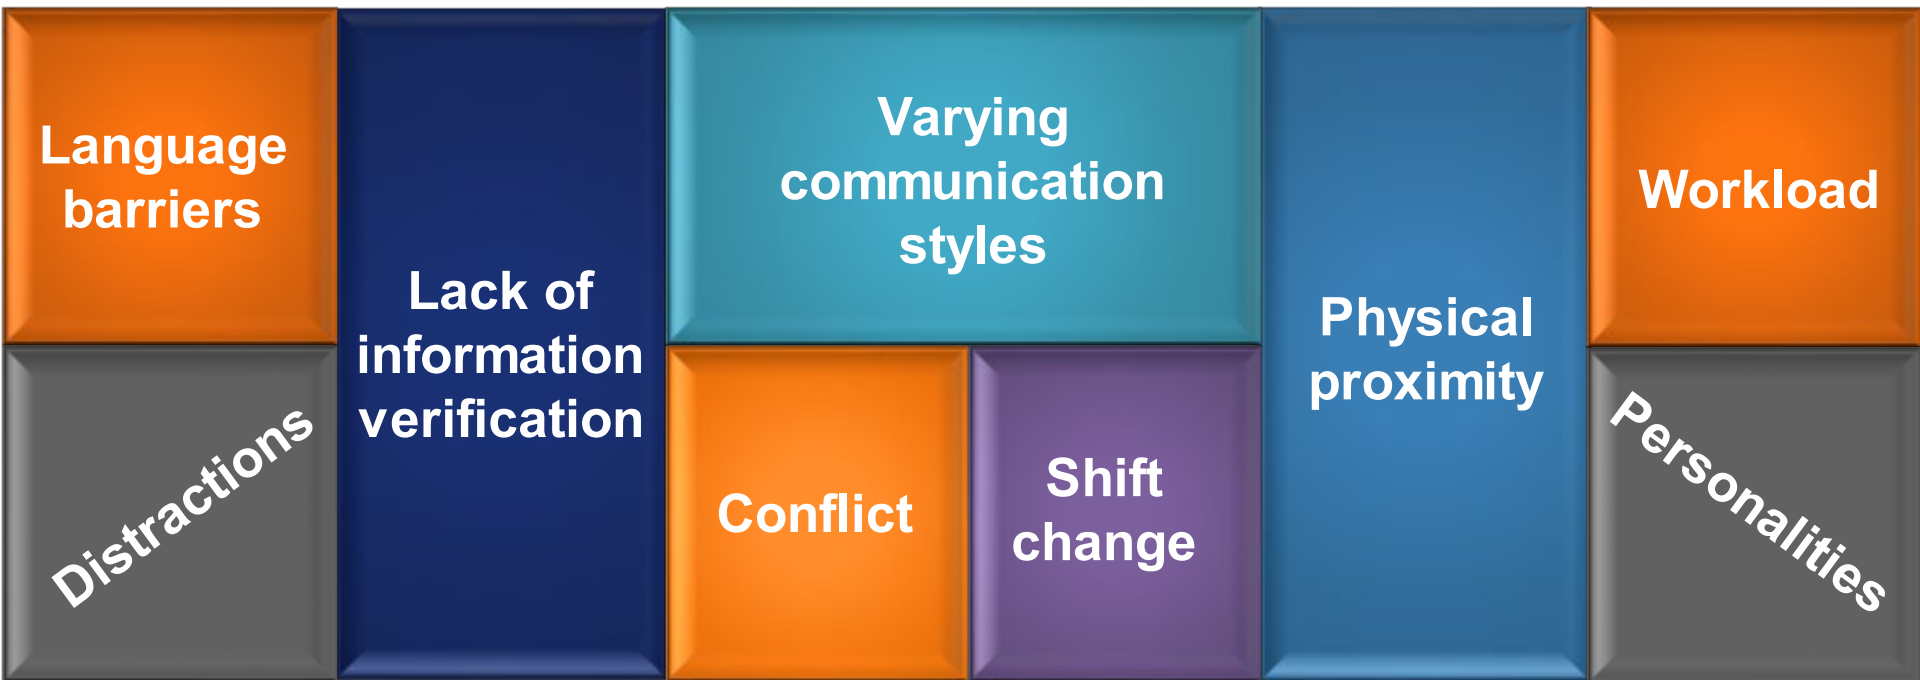 Language
barriers
Distractions
Lack of
information
verification
Varying
communication
styles
Conflict
Shift
change
Physical
proximity
Workload
Personalities